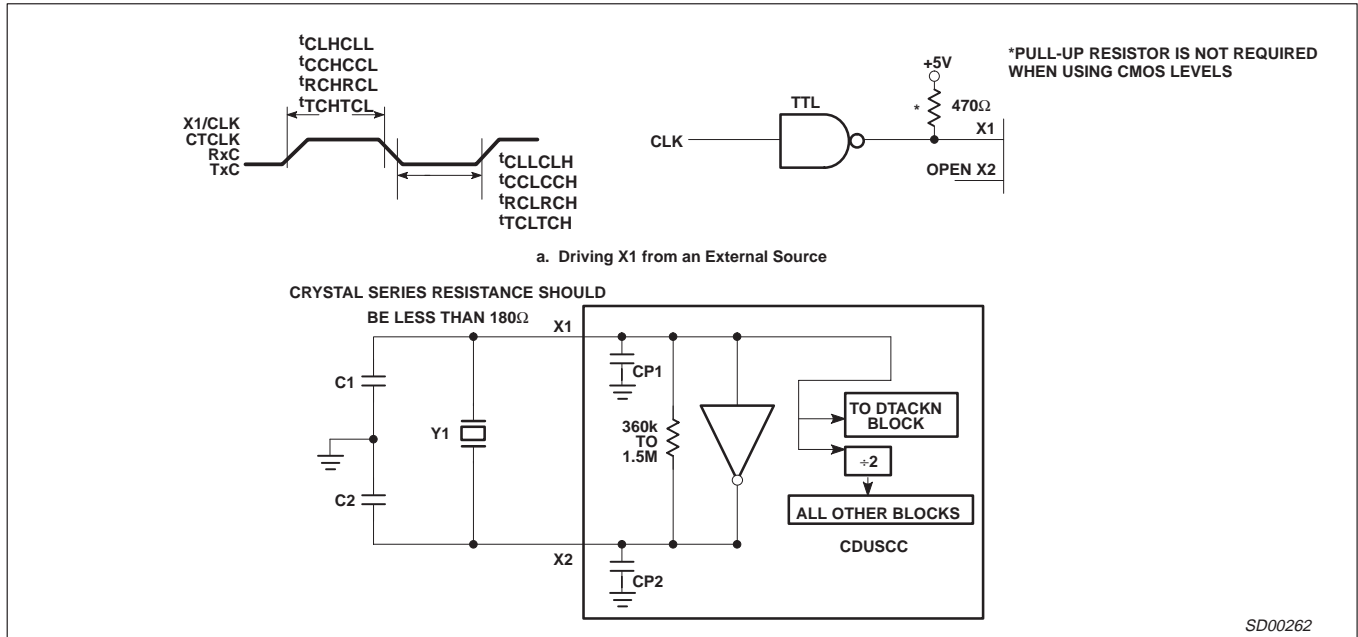 tCLHCLL
tCCHCCL
tRCHRCL
tTCHTCL
X1/CLK
CTCLK
RxC
TxC
tCLLCLH
tCCLCCH
tRCLRCH
tTCLTCH
CLK
TTL
+5V
* 470Ω
X1
OPEN X2
*PULL-UP RESISTOR IS NOT REQUIRED
WHEN USING CMOS LEVELS
a. Driving X1 from an External Source
CRYSTAL SERIES RESISTANCE SHOULD
BE LESS THAN 180Ω
X1
C1
Y1
C2
X2
CP1
360k
TO
1.5M
CP2
TO DTACKN
BLOCK
÷2
ALL OTHER BLOCKS
CDUSCC
SD00262